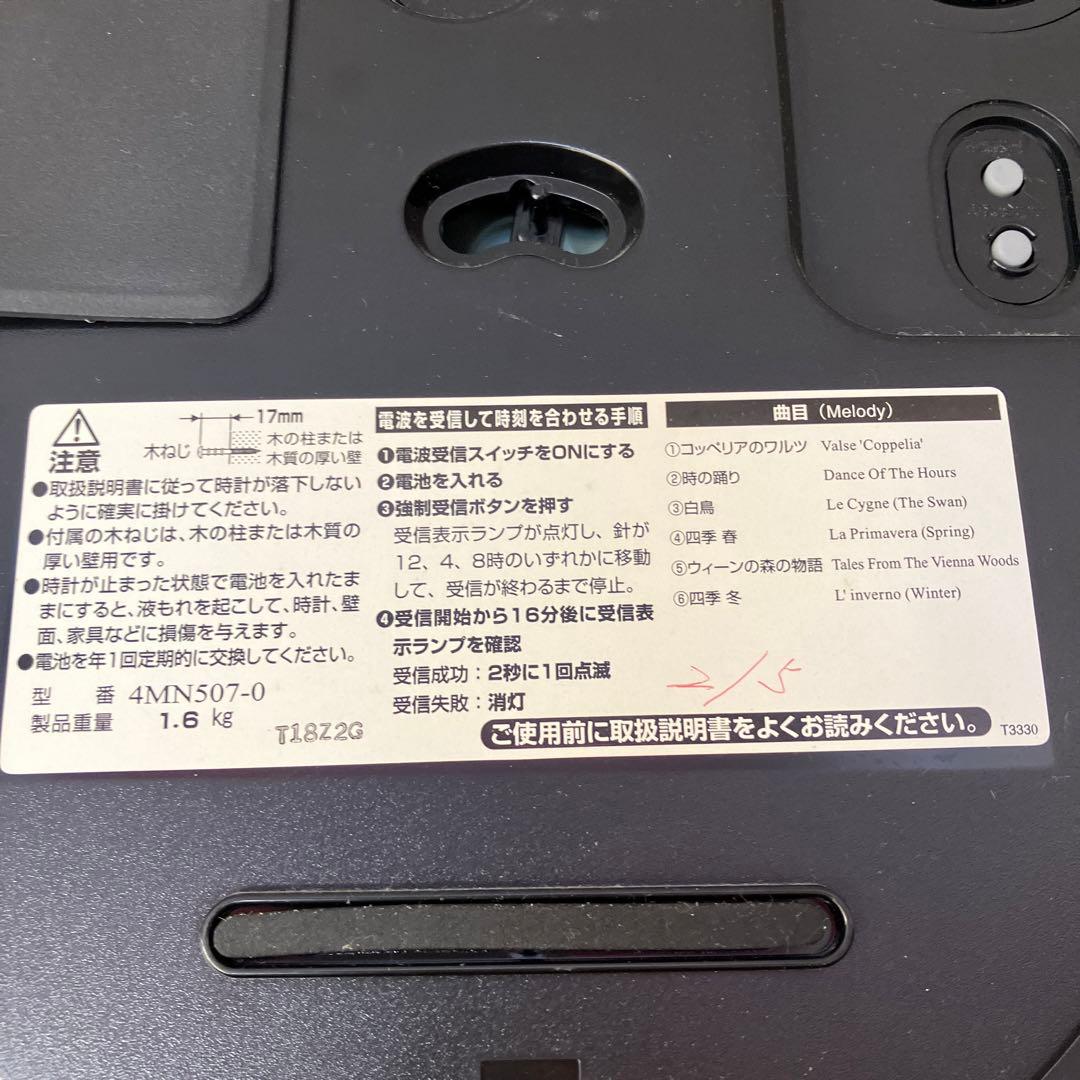 17mm
木ねじ
木の柱または
木質の厚い壁
注意
●取扱説明書に従って時計が落下しない
ように確実に掛けてください。
●付属の木ねじは、木の柱または木質の
厚い壁用です。
●時計が止まった状態で電池を入れたま
まにすると、液もれを起こして、時計、壁
面、家具などに損傷を与えます。
●電池を年1回定期的に交換してください。
型 番 4MN507-0
製品重量 1.6 kg
T18Z2G
電波を受信して時刻を合わせる手順
❶電波受信スイッチをONにする
❷電池を入れる
❸強制受信ボタンを押す
受信表示ランプが点灯し、針が
12、4、8時のいずれかに移動
して、受信が終わるまで停止。
❹受信開始から16分後に受信表
示ランプを確認
受信成功：2秒に1回点滅
受信失敗：消灯
曲目（Melody）
①コッペリアのワルツ Valse 'Coppelia'
②時の踊り Dance Of The Hours
③白鳥 Le Cygne (The Swan)
④四季 春 La Primavera (Spring)
⑤ウィーンの森の物語 Tales From The Vienna Woods
⑥四季 冬 L' inverno (Winter)
2/5
ご使用前に取扱説明書をよくお読みください。
T3330